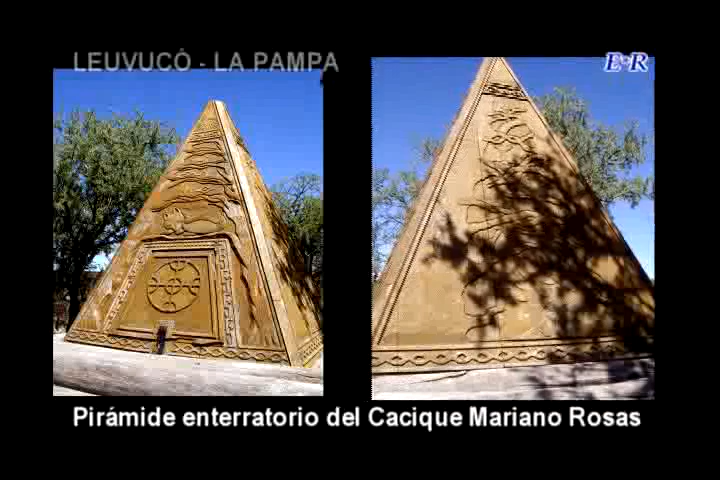 LEUVUCÓ - LA PAMPA
E R
Pirámide enterratorio del Cacique Mariano Rosas